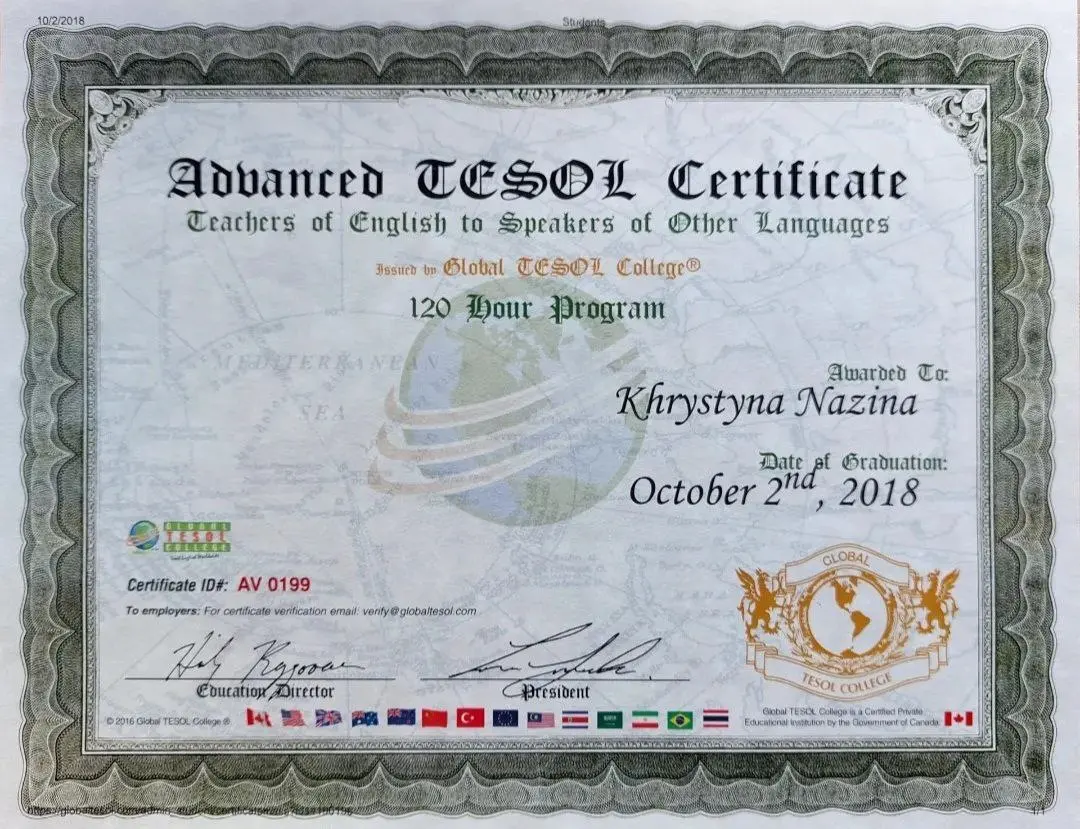 10/2/2018 Students
Advanced TESOL Certificate
Teachers of English to Speakers of Other Languages
Issued by Global TESOL College®
120 Hour Program
MEDITERRANEAN
SEA
Awarded To:
Khrystyna Nazina
Date of Graduation:
October 2nd, 2018
GLOBAL
TESOL
COLLEGE
Certificate ID#: AV 0199
To employers: For certificate verification email: verify@globaltesol.com
GLOBAL
TESOL COLLEGE
Education Director
President
© 2016 Global TESOL College ®
Global TESOL College is a Certified Private
Educational Institution by the Government of Canada
1/1